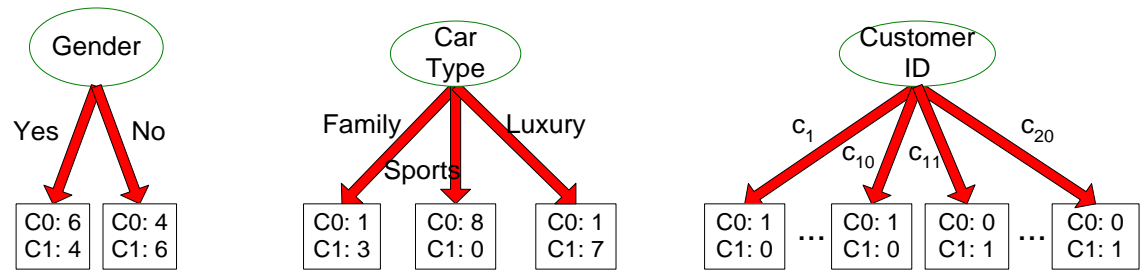 Gender
Yes
No
C0: 6
C1: 4
C0: 4
C1: 6
Car
Type
Family
Sports
Luxury
C0: 1
C1: 3
C0: 8
C1: 0
C0: 1
C1: 7
Customer
ID
c1
c10
c11
c20
C0: 1
C1: 0
...
C0: 1
C1: 0
C0: 0
C1: 1
...
C0: 0
C1: 1